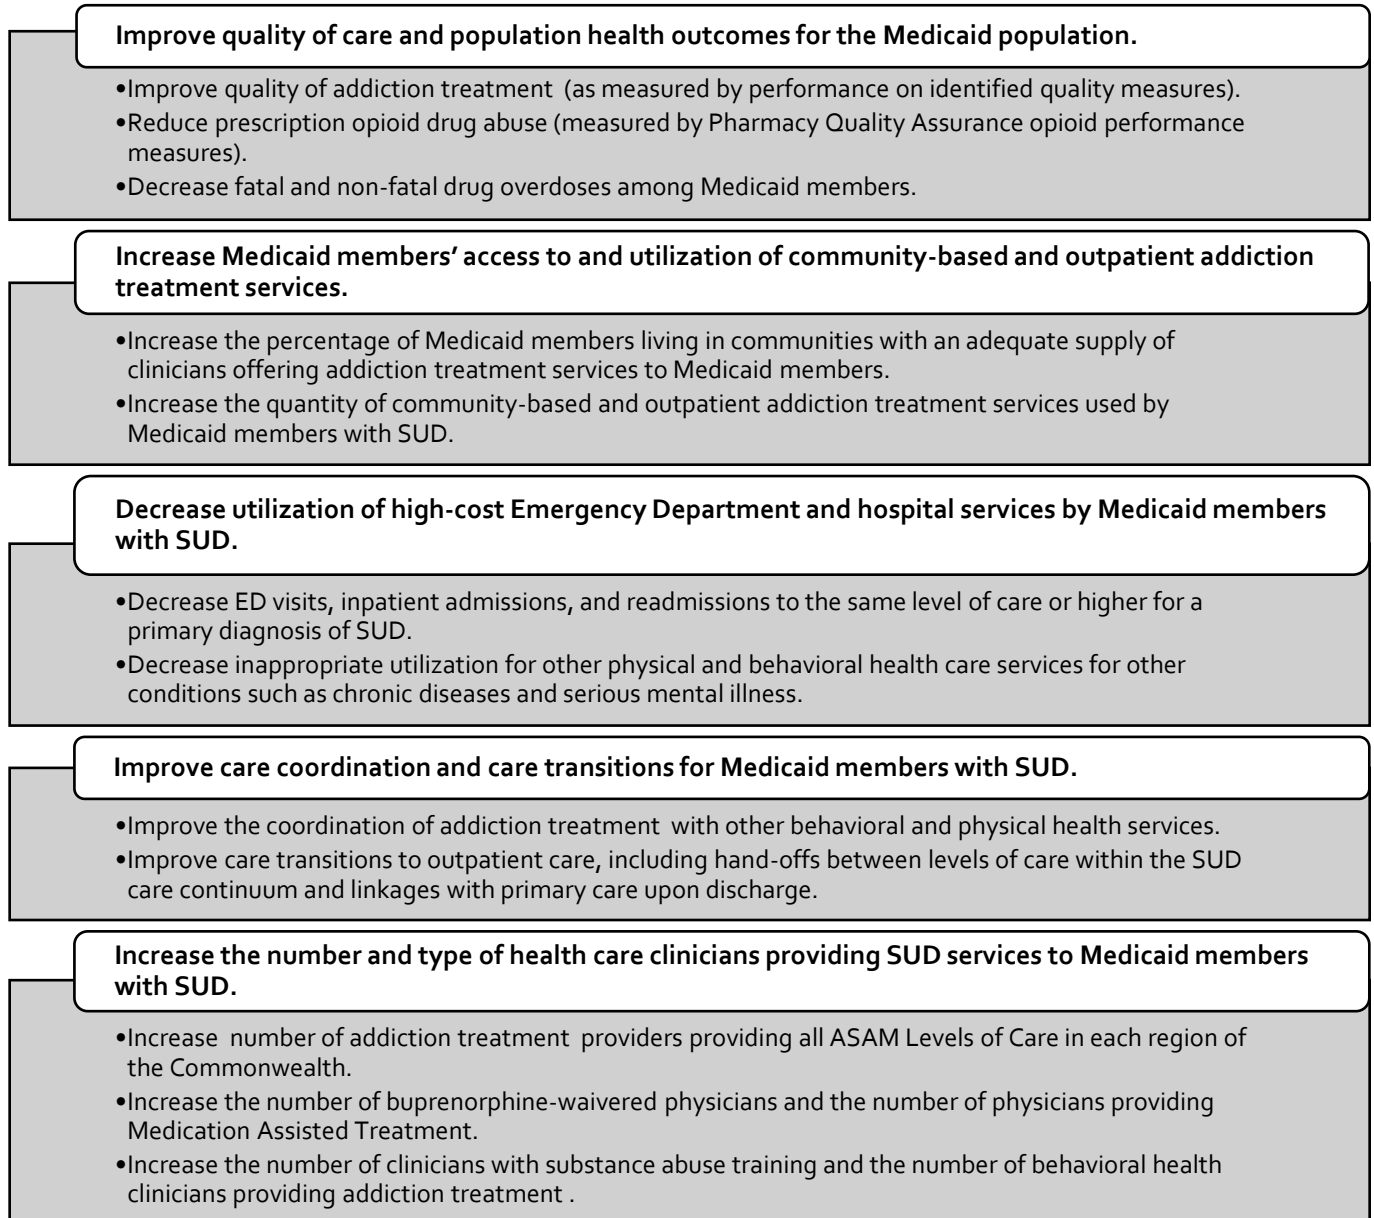 Improve quality of care and population health outcomes for the Medicaid population.
•Improve quality of addiction treatment (as measured by performance on identified quality measures).
•Reduce prescription opioid drug abuse (measured by Pharmacy Quality Assurance opioid performance
measures).
•Decrease fatal and non-fatal drug overdoses among Medicaid members.
Increase Medicaid members’ access to and utilization of community-based and outpatient addiction
treatment services.
•Increase the percentage of Medicaid members living in communities with an adequate supply of
clinicians offering addiction treatment services to Medicaid members.
•Increase the quantity of community-based and outpatient addiction treatment services used by
Medicaid members with SUD.
Decrease utilization of high-cost Emergency Department and hospital services by Medicaid members
with SUD.
•Decrease ED visits, inpatient admissions, and readmissions to the same level of care or higher for a
primary diagnosis of SUD.
•Decrease inappropriate utilization for other physical and behavioral health care services for other
conditions such as chronic diseases and serious mental illness.
Improve care coordination and care transitions for Medicaid members with SUD.
•Improve the coordination of addiction treatment with other behavioral and physical health services.
•Improve care transitions to outpatient care, including hand-offs between levels of care within the SUD
care continuum and linkages with primary care upon discharge.
Increase the number and type of health care clinicians providing SUD services to Medicaid members
with SUD.
•Increase number of addiction treatment providers providing all ASAM Levels of Care in each region of
the Commonwealth.
•Increase the number of buprenorphine-waivered physicians and the number of physicians providing
Medication Assisted Treatment.
•Increase the number of clinicians with substance abuse training and the number of behavioral health
clinicians providing addiction treatment .